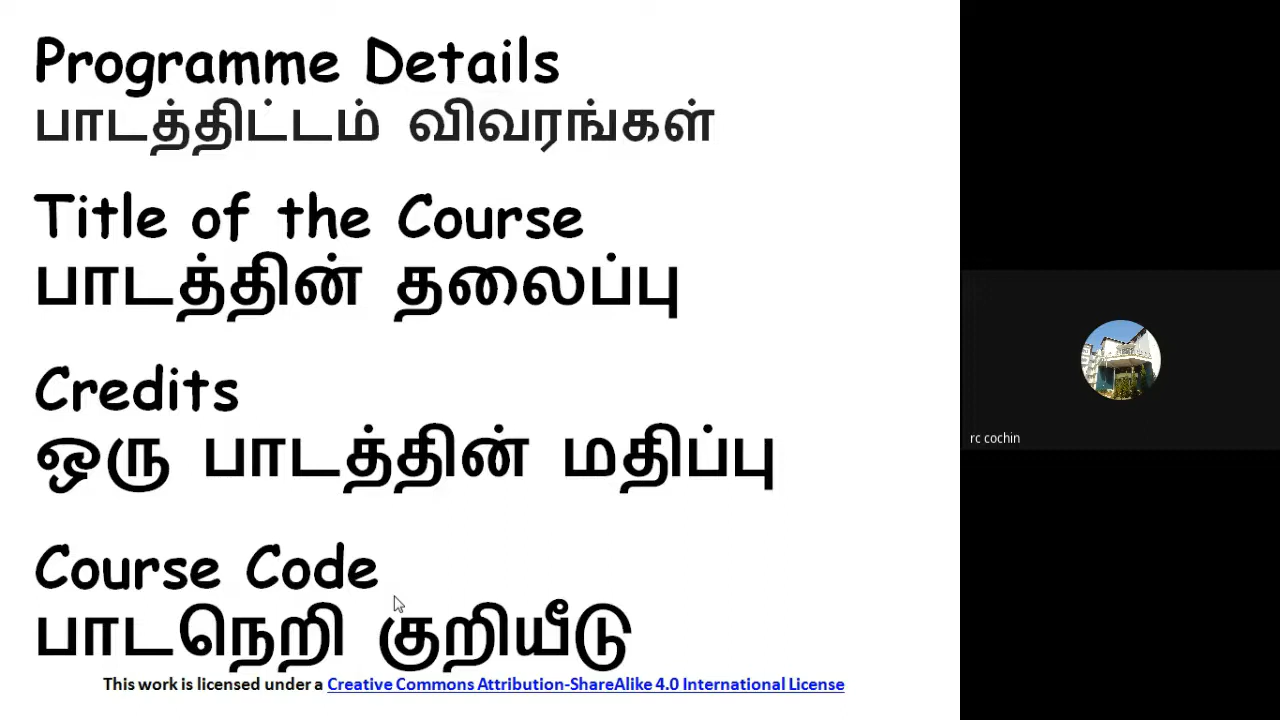 Programme Details
பாடத்திட்டம் விவரங்கள்
Title of the Course
பாடத்தின் தலைப்பு
Credits
ஒரு பாடத்தின் மதிப்பு
Course Code
பாடநெறி குறியீடு
This work is licensed under a Creative Commons Attribution-ShareAlike 4.0 International License
rc cochin